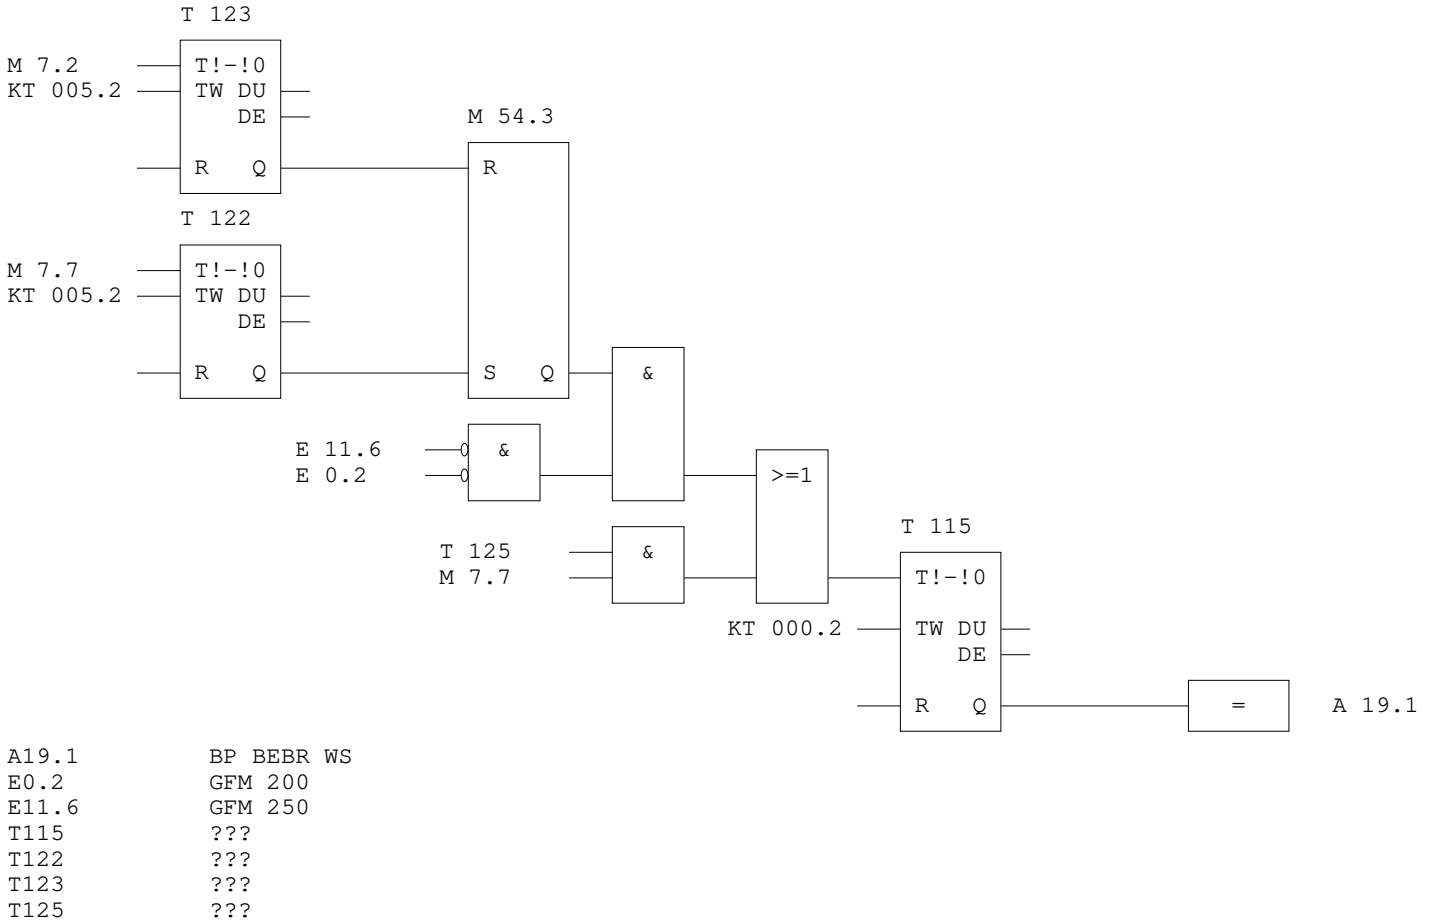 T 123
M 7.2 T!-!0
KT 005.2 TW DU
DE M 54.3
R Q R
T 122
M 7.7 T!-!0
KT 005.2 TW DU
DE
R Q S Q &
E 11.6 &
E 0.2 >=1
T 115
T 125 &
M 7.7 T!-!0
KT 000.2 TW DU
DE
R Q = A 19.1
A19.1 BP BEBR WS
E0.2 GFM 200
E11.6 GFM 250
T115 ???
T122 ???
T123 ???
T125 ???